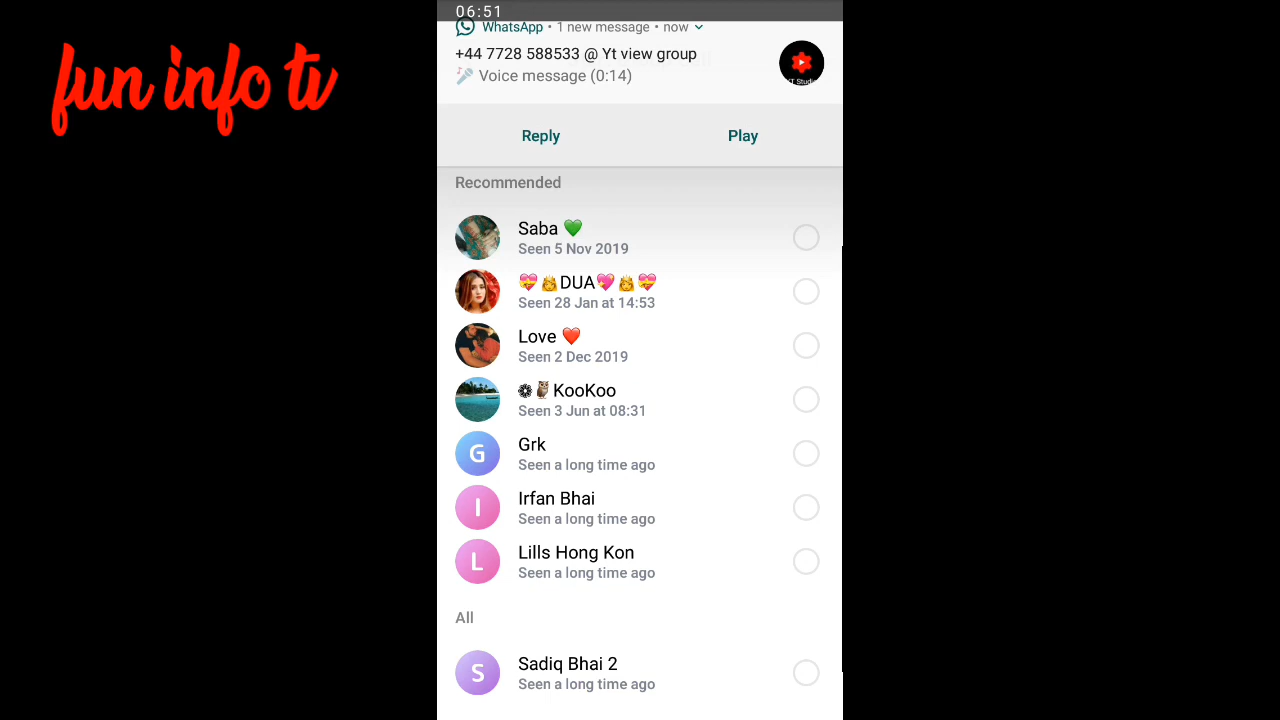 06:51
fun info tv
WhatsApp • 1 new message • now
+44 7728 588533 @ Yt view group
🎤 Voice message (0:14)
Reply
Play
Recommended
Saba 💚
Seen 5 Nov 2019
💝👸DUA💖👸💝
Seen 28 Jan at 14:53
Love ❤️
Seen 2 Dec 2019
❁🦉KooKoo
Seen 3 Jun at 08:31
G
Grk
Seen a long time ago
I
Irfan Bhai
Seen a long time ago
L
Lills Hong Kon
Seen a long time ago
All
S
Sadiq Bhai 2
Seen a long time ago